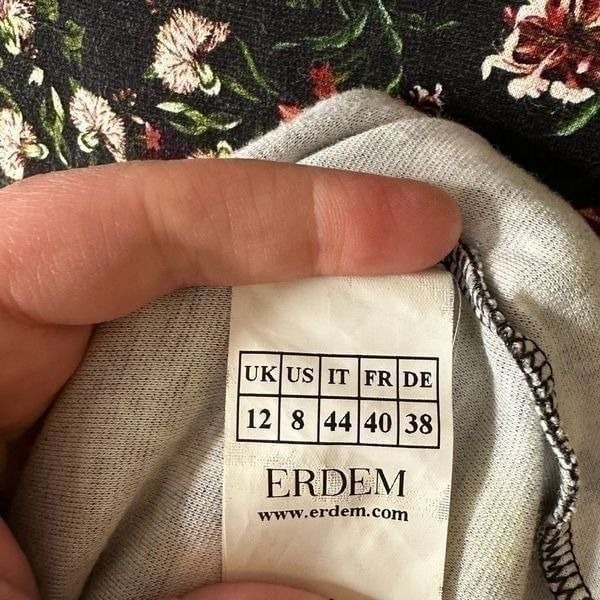 UK US IT FR DE
12 8 44 40 38
ERDEM
www.erdem.com